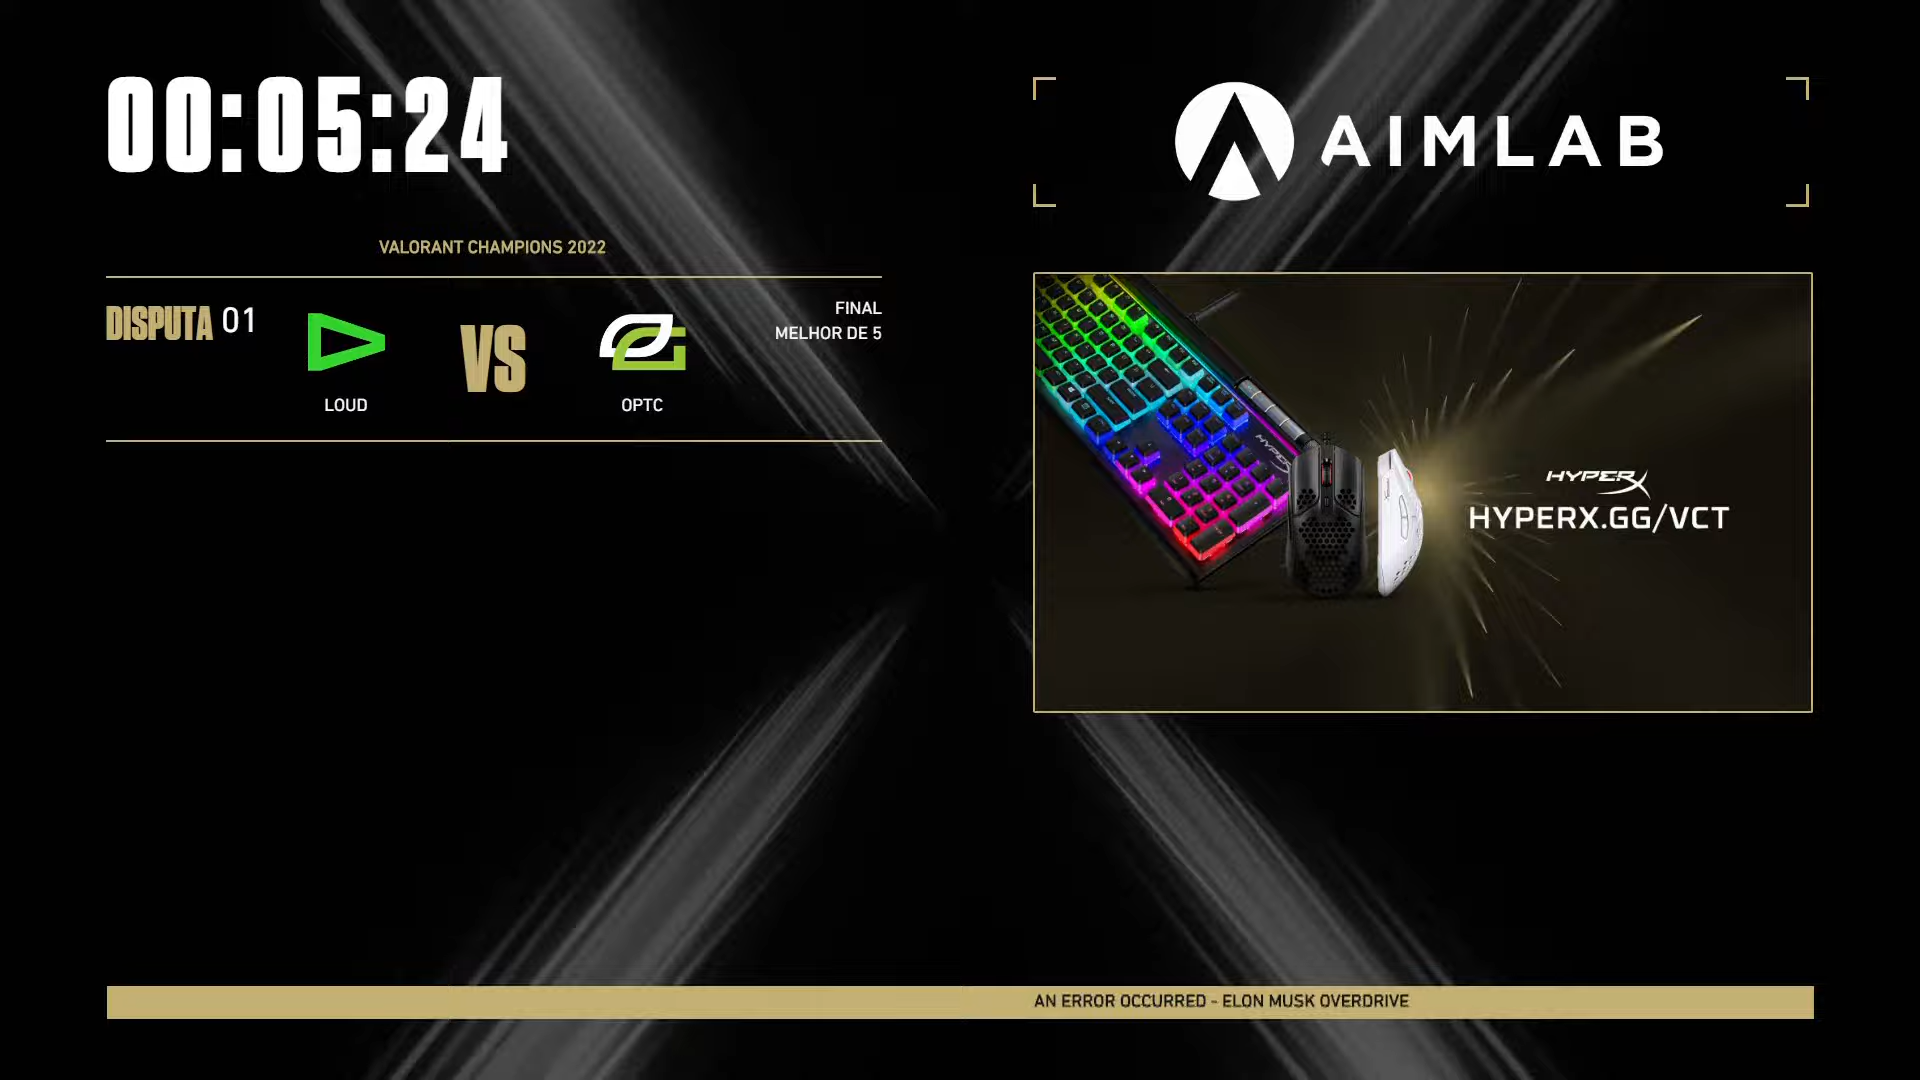 00:05:24
AIMLAB
VALORANT CHAMPIONS 2022
DISPUTA 01
LOUD
VS
OPTC
FINAL
MELHOR DE 5
HYPERX
HYPERX
HYPERX.GG/VCT
AN ERROR OCCURRED - ELON MUSK OVERDRIVE